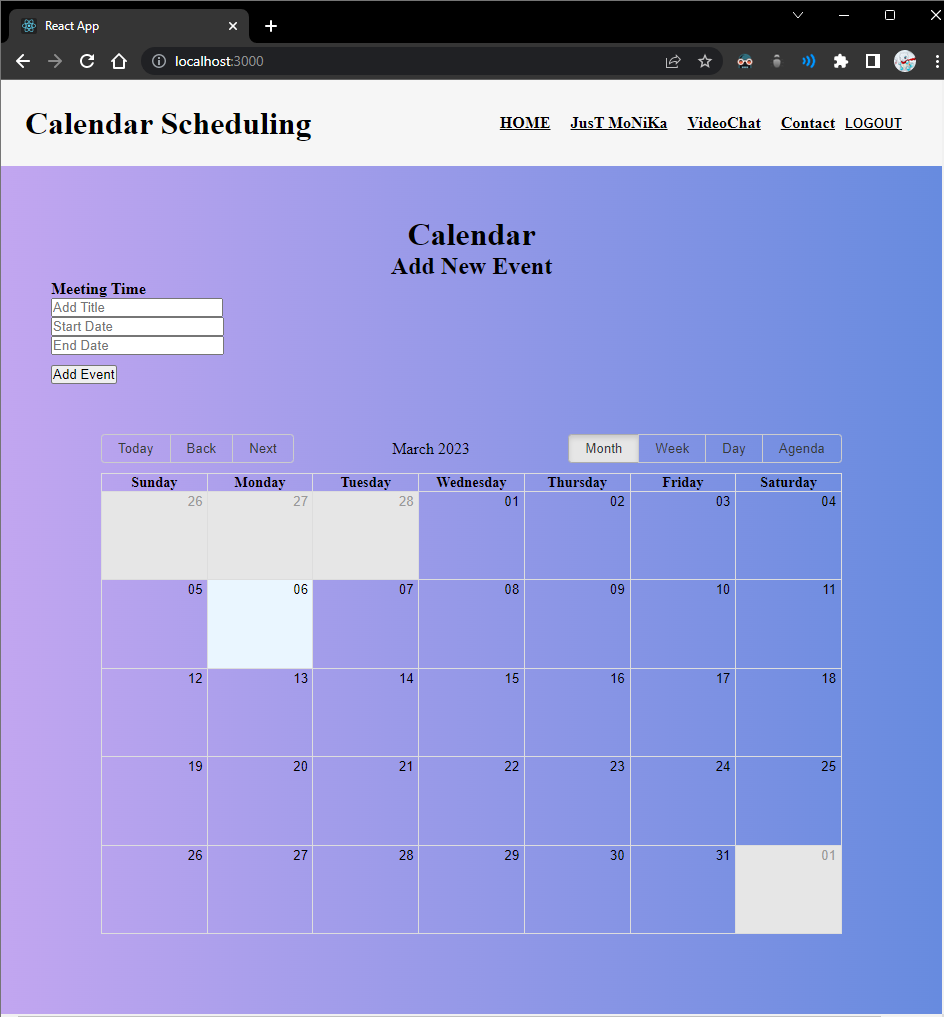 React App
localhost:3000
Calendar Scheduling HOME JusT MoNiKa VideoChat Contact LOGOUT
Calendar
Add New Event
Meeting Time
Add Title
Start Date
End Date
Add Event
Today Back Next March 2023 Month Week Day Agenda
Sunday Monday Tuesday Wednesday Thursday Friday Saturday
26 27 28 01 02 03 04
05 06 07 08 09 10 11
12 13 14 15 16 17 18
19 20 21 22 23 24 25
26 27 28 29 30 31 01